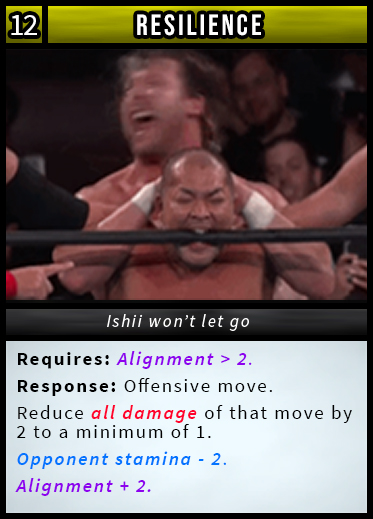 12 RESILIENCE
Ishii won't let go
Requires: Alignment > 2.
Response: Offensive move.
Reduce all damage of that move by
2 to a minimum of 1.
Opponent stamina - 2.
Alignment + 2.